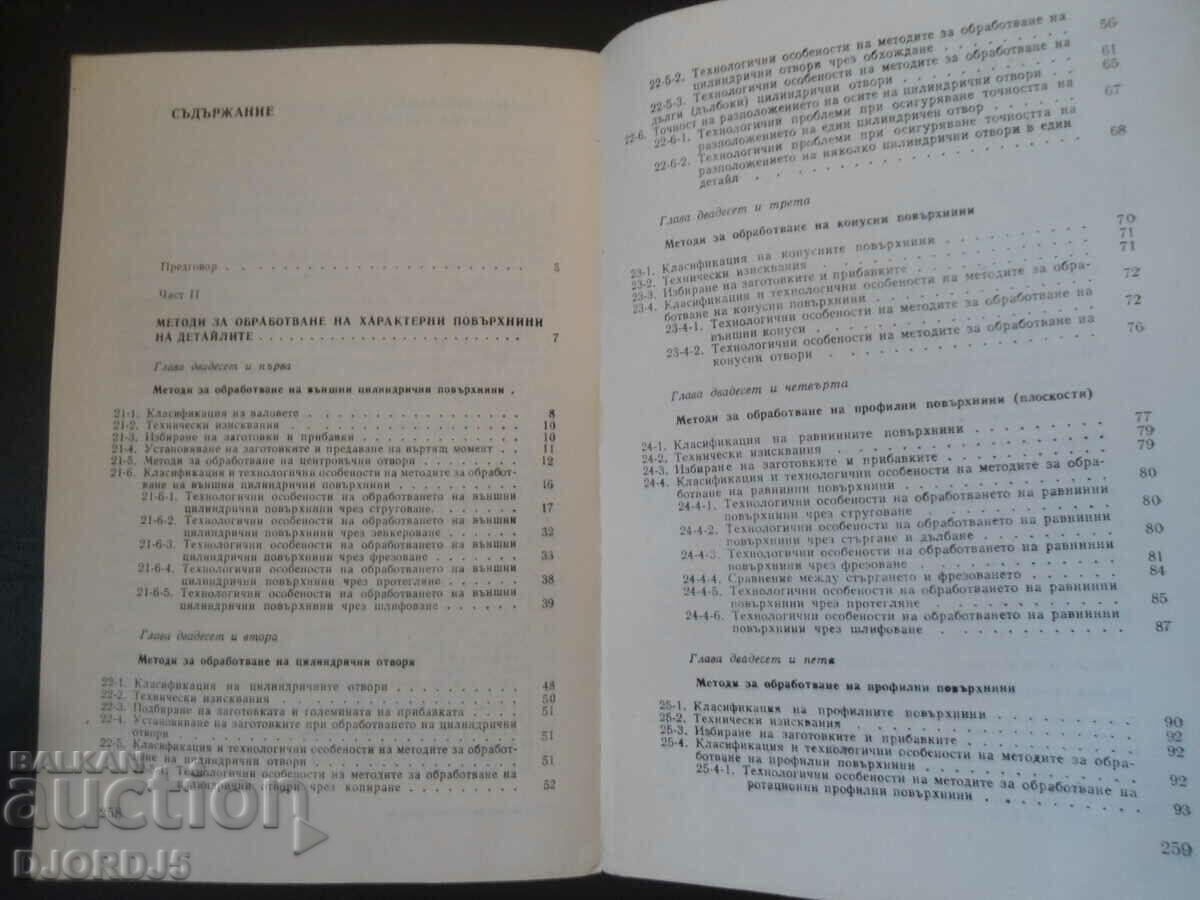 СЪДЪРЖАНИЕ
Предговор . . . 5
Част II
МЕТОДИ ЗА ОБРАБОТВАНЕ НА ХАРАКТЕРНИ ПОВЪРХНИНИ
НА ДЕТАЙЛИТЕ . . . 7
Глава двадесет и първа
Методи за обработване на външни цилиндрични повърхнини .
21-1. Класификация на валовете . . . 8
21-2. Технически изисквания . . . 10
21-3. Избиране на заготовки и прибавки . . . 10
21-4. Установяване на заготовките и предаване на въртящ момент . . 11
21-5. Методи за обработване на центровъчни отвори . . . 12
21-6. Класификация и технологични особености на методите за обработ-
ване на външни цилиндрични повърхнини . . . 16
21-6-1. Технологични особености на обработването на външни
цилиндрични повърхнини чрез струговане. . . . 17
21-6-2. Технологични особености на обработването на външни
цилиндрични повърхнини чрез зенкероване . . . 32
21-6-3. Технологични особености на обработването на външни
цилиндрични повърхнини чрез фрезоване . . . 33
21-6-4. Технологични особености на обработването на външни
цилиндрични повърхнини чрез протегляне . . . 38
21-6-5. Технологични особености на обработването на външни
цилиндрични повърхнини чрез шлифоване . . . 39
Глава двадесет и втора
Методи за обработване на цилиндрични отвори
22-1. Класификация на цилиндричните отвори . . . 48
22-2. Технически изисквания . . . 50
22-3. Подбиране на заготовката и големината на прибавката . . . 51
22-4. Установяване на заготовките при обработването на цилиндрични
отвори . . . 51
22-5. Класификация и технологични особености на методите за обработ-
ване на цилиндрични отвори . . . 51
Технологични особености на методите за обработване на
цилиндрични отвори чрез копиране . . . 52
258
22-5-2. Технологични особености на методите за обработване на
цилиндрични отвори чрез обхождане . . . 56
22-5-3. Технологични особености на методите за обработване на
дълги (дълбоки) цилиндрични отвори . . . 61
22-6. Точност на разположението на осите на цилиндрични отвори . . 65
22-6-1. Технологични проблеми при осигуряване точността на
разположението на един цилиндричен отвор . . . 67
22-6-2. Технологични проблеми при осигуряване точността на
разположението на няколко цилиндрични отвори в един
детайл . . . 68
Глава двадесет и трета
Методи за обработване на конусни повърхнини
23-1. Класификация на конусните повърхнини . . . 70
23-2. Технически изисквания . . . 71
23-3. Избиране на заготовките и прибавките . . . 71
23-4. Класификация и технологични особености на методите за обра-
ботване на конусни повърхнини . . . 72
23-4-1. Технологични особености на методите за обработване на
външни конуси . . . 72
23-4-2. Технологични особености на методите за обработване на
конусни отвори . . . 76
Глава двадесет и четвърта
Методи за обработване на профилни повърхнини (плоскости)
24-1. Класификация на равнинните повърхнини . . . 77
24-2. Технически изисквания . . . 79
24-3. Избиране на заготовките и прибавките . . . 79
24-4. Класификация и технологични особености на методите за обра-
ботване на равнинни повърхнини . . . 80
24-4-1. Технологични особености на обработването на равнинни
повърхнини чрез струговане . . . 80
24-4-2. Технологични особености на обработването на равнинни
повърхнини чрез стъргане и дълбане . . . 80
24-4-3. Технологични особености на обработването на равнинни
повърхнини чрез фрезоване . . . 81
24-4-4. Сравнение между стъргането и фрезоването . . . 84
24-4-5. Технологични особености на обработването на равнинни
повърхнини чрез протегляне . . . 85
24-4-6. Технологични особености на обработването на равнинни
повърхнини чрез шлифоване . . . 87
Глава двадесет и пета
Методи за обработване на профилни повърхнини
25-1. Класификация на профилните повърхнини . . . 90
25-2. Технически изисквания . . . 92
25-3. Избиране на заготовките и прибавките . . . 92
25-4. Класификация и технологични особености на методите за обра-
ботване на профилни повърхнини . . . 92
25-4-1. Технологични особености на методите за обработване на
ротационни профилни повърхнини . . . 93
259
BALKAN
auction
DJORDJ5